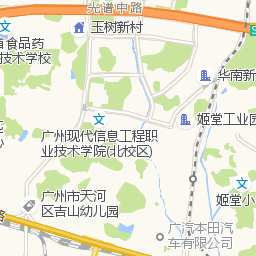 光谱中路
玉树新村
食品药
技术学校
华南新
姬堂工业园
广州现代信息工程职
业技术学院(北校区)
广州市天河
区吉山幼儿园
姬堂小
广汽本田汽
车有限公司
路